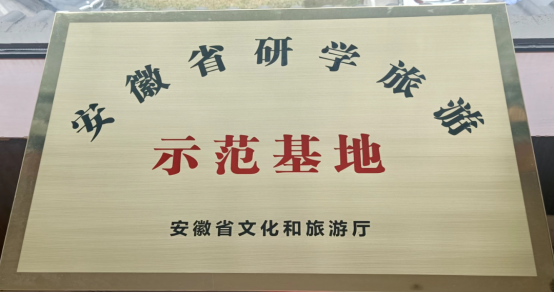 安徽省研学旅游
示范基地
安徽省文化和旅游厅